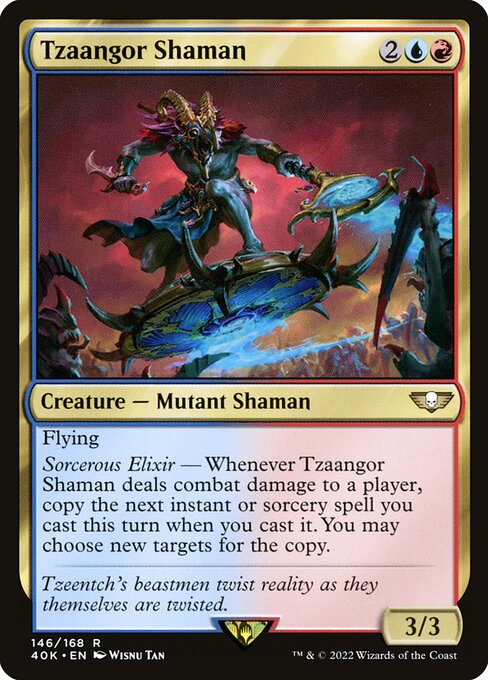 Tzaangor Shaman 2
Creature — Mutant Shaman
Flying
Sorcerous Elixir — Whenever Tzaangor
Shaman deals combat damage to a player,
copy the next instant or sorcery spell you
cast this turn when you cast it. You may
choose new targets for the copy.
Tzeentch's beastmen twist reality as they
themselves are twisted.
3/3
146/168 R
40K • EN Wisnu Tan
™ & © 2022 Wizards of the Coast